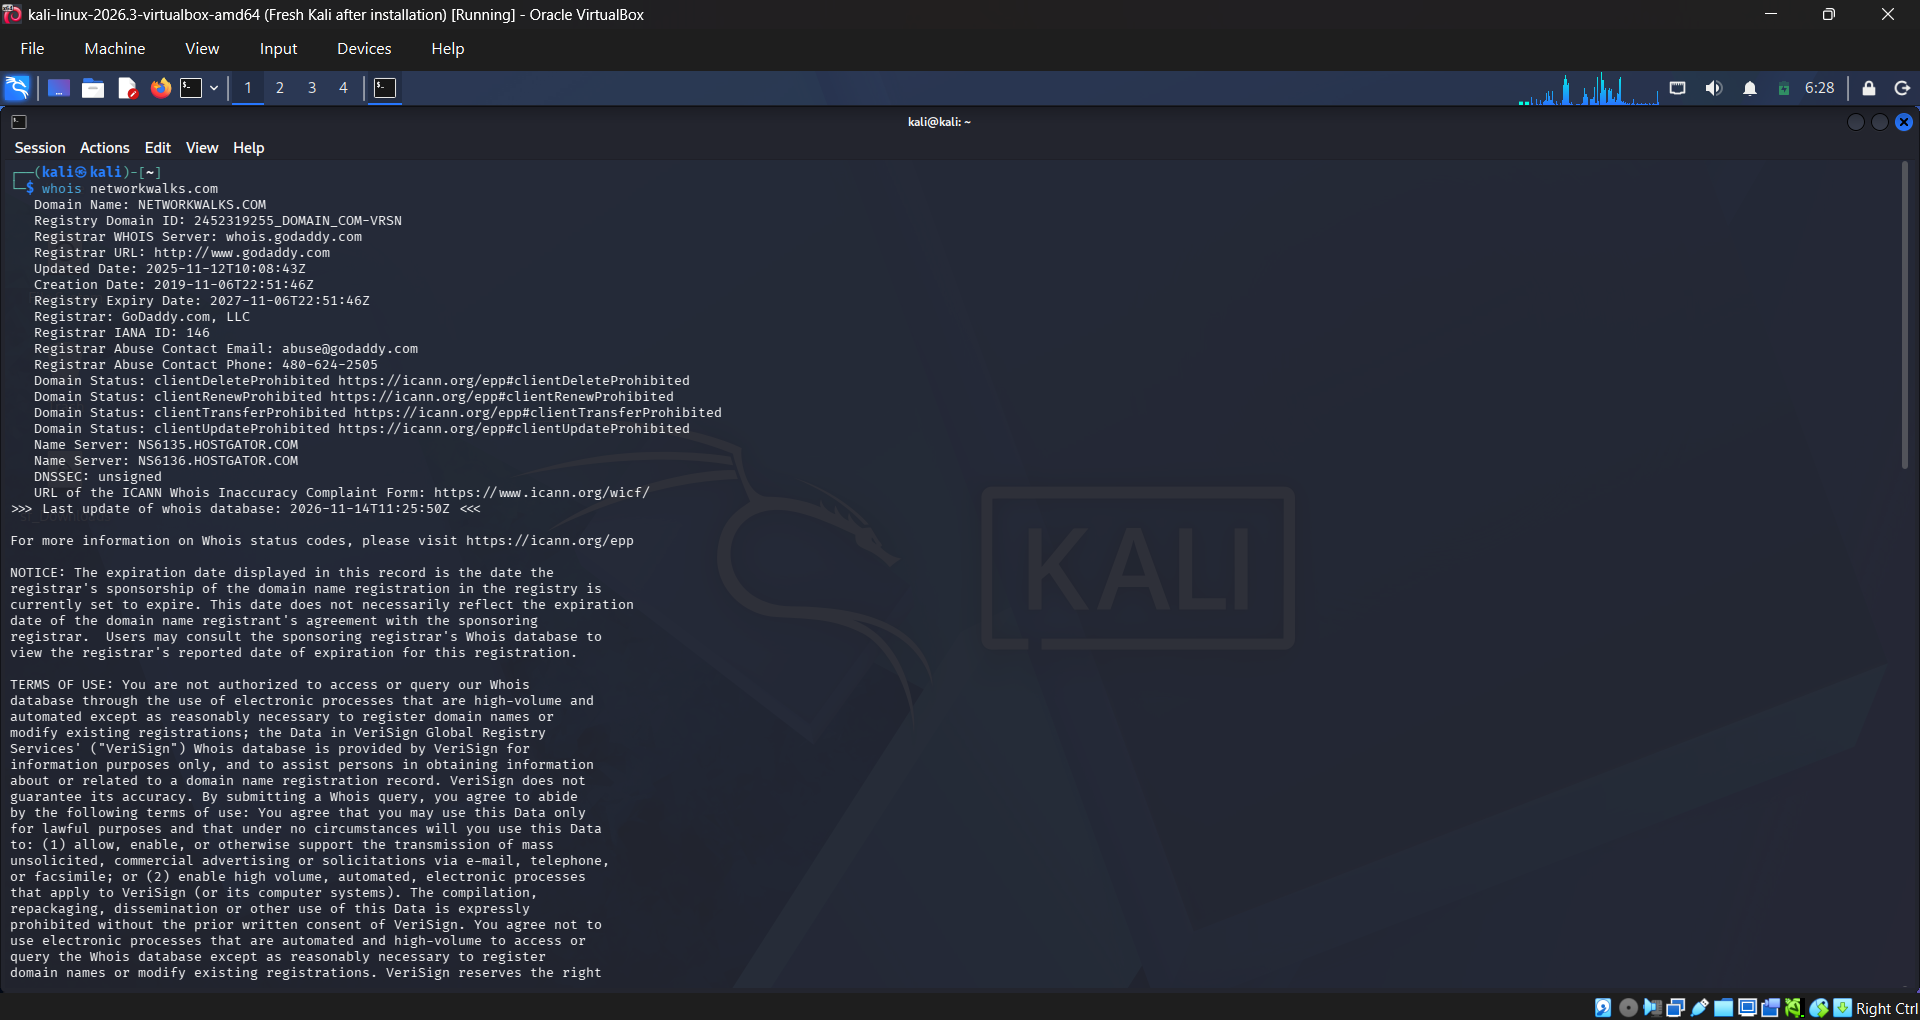 kali-linux-2026.3-virtualbox-amd64 (Fresh Kali after installation) [Running] - Oracle VirtualBox
File Machine View Input Devices Help
1 2 3 4 6:28
kali@kali: ~
Session Actions Edit View Help
┌──(kali㉿kali)-[~]
└─$ whois networkwalks.com
Domain Name: NETWORKWALKS.COM
Registry Domain ID: 2452319255_DOMAIN_COM-VRSN
Registrar WHOIS Server: whois.godaddy.com
Registrar URL: http://www.godaddy.com
Updated Date: 2025-11-12T10:08:43Z
Creation Date: 2019-11-06T22:51:46Z
Registry Expiry Date: 2027-11-06T22:51:46Z
Registrar: GoDaddy.com, LLC
Registrar IANA ID: 146
Registrar Abuse Contact Email: abuse@godaddy.com
Registrar Abuse Contact Phone: 480-624-2505
Domain Status: clientDeleteProhibited https://icann.org/epp#clientDeleteProhibited
Domain Status: clientRenewProhibited https://icann.org/epp#clientRenewProhibited
Domain Status: clientTransferProhibited https://icann.org/epp#clientTransferProhibited
Domain Status: clientUpdateProhibited https://icann.org/epp#clientUpdateProhibited
Name Server: NS6135.HOSTGATOR.COM
Name Server: NS6136.HOSTGATOR.COM
DNSSEC: unsigned
URL of the ICANN Whois Inaccuracy Complaint Form: https://www.icann.org/wicf/
>>> Last update of whois database: 2026-11-14T11:25:50Z <<<
For more information on Whois status codes, please visit https://icann.org/epp
NOTICE: The expiration date displayed in this record is the date the
registrar's sponsorship of the domain name registration in the registry is
currently set to expire. This date does not necessarily reflect the expiration
date of the domain name registrant's agreement with the sponsoring
registrar.  Users may consult the sponsoring registrar's Whois database to
view the registrar's reported date of expiration for this registration.
TERMS OF USE: You are not authorized to access or query our Whois
database through the use of electronic processes that are high-volume and
automated except as reasonably necessary to register domain names or
modify existing registrations; the Data in VeriSign Global Registry
Services' ("VeriSign") Whois database is provided by VeriSign for
information purposes only, and to assist persons in obtaining information
about or related to a domain name registration record. VeriSign does not
guarantee its accuracy. By submitting a Whois query, you agree to abide
by the following terms of use: You agree that you may use this Data only
for lawful purposes and that under no circumstances will you use this Data
to: (1) allow, enable, or otherwise support the transmission of mass
unsolicited, commercial advertising or solicitations via e-mail, telephone,
or facsimile; or (2) enable high volume, automated, electronic processes
that apply to VeriSign (or its computer systems). The compilation,
repackaging, dissemination or other use of this Data is expressly
prohibited without the prior written consent of VeriSign. You agree not to
use electronic processes that are automated and high-volume to access or
query the Whois database except as reasonably necessary to register
domain names or modify existing registrations. VeriSign reserves the right
KALI
Right Ctrl